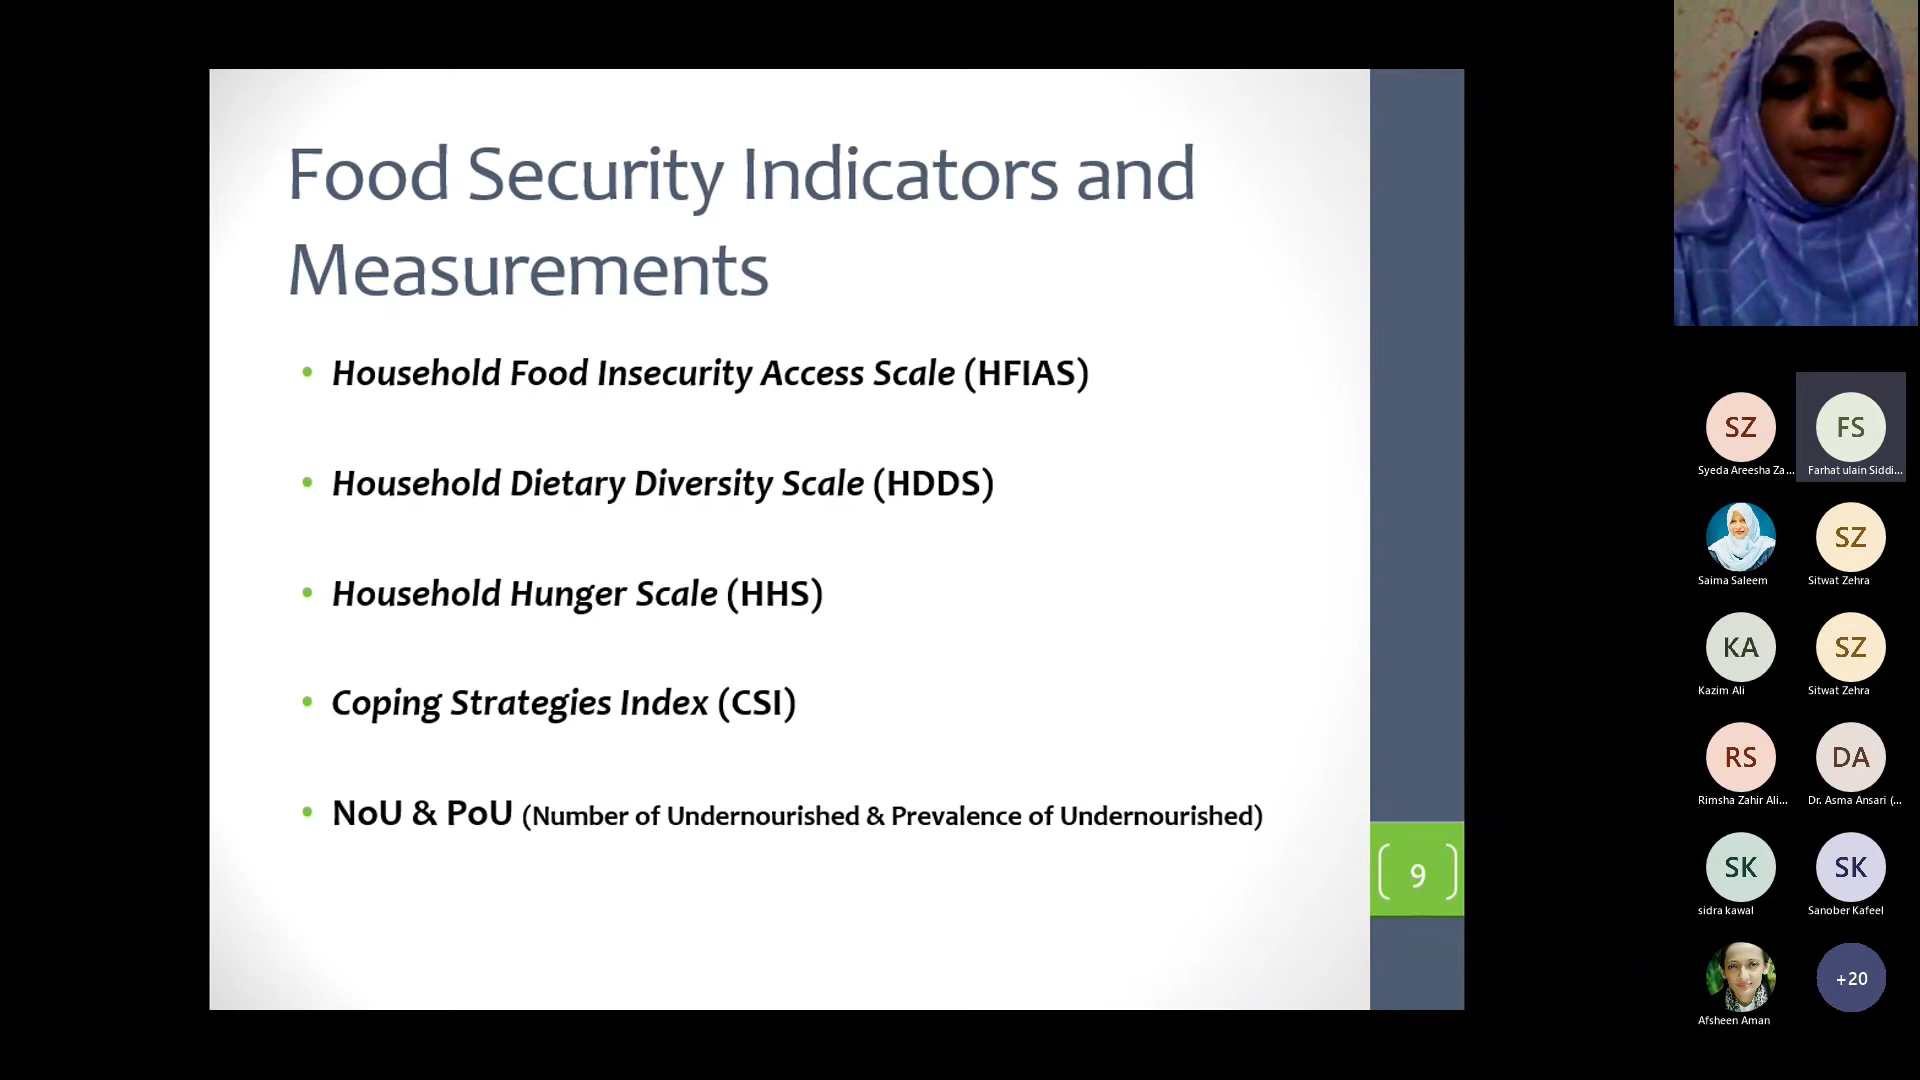 Food Security Indicators and
Measurements
• Household Food Insecurity Access Scale (HFIAS)
• Household Dietary Diversity Scale (HDDS)
• Household Hunger Scale (HHS)
• Coping Strategies Index (CSI)
• NoU & PoU (Number of Undernourished & Prevalence of Undernourished)
9
SZ
FS
Syeda Areesha Za...
Farhat ulain Siddi...
SZ
Saima Saleem
Sitwat Zehra
KA
SZ
Kazim Ali
Sitwat Zehra
RS
DA
Rimsha Zahir Ali...
Dr. Asma Ansari (...
SK
SK
sidra kawal
Sanober Kafeel
+20
Afsheen Aman